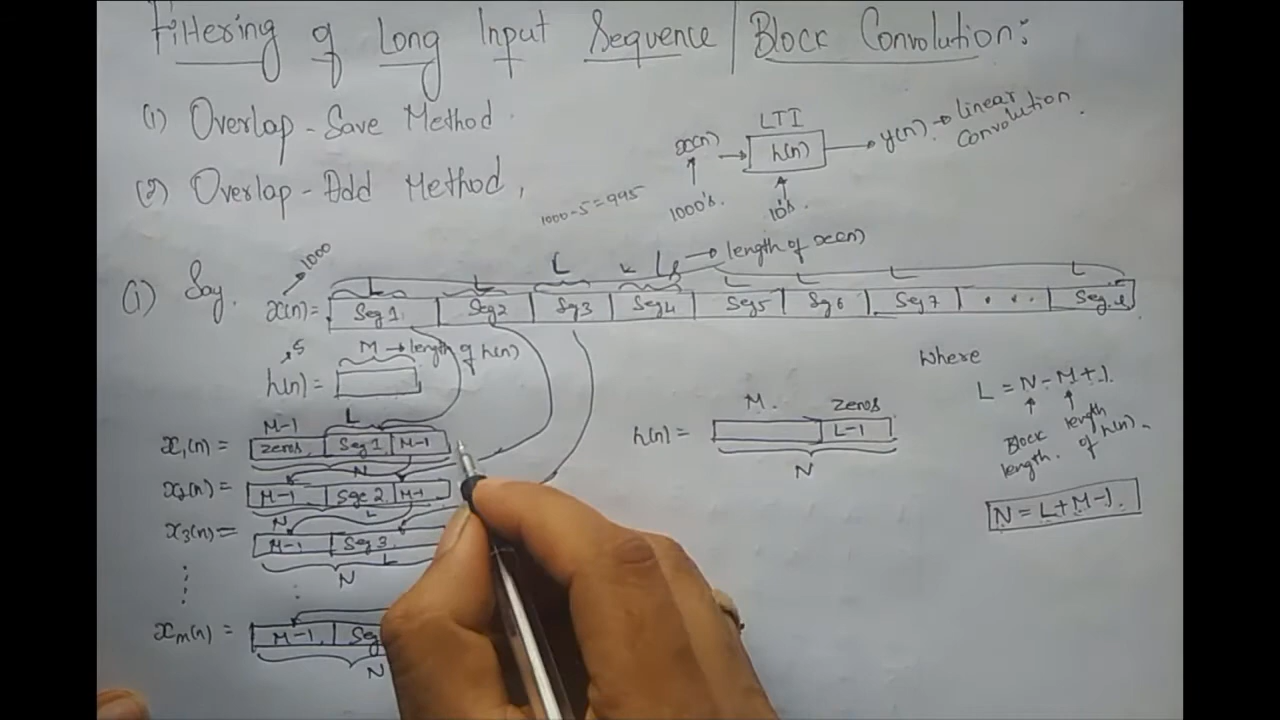 Filtering of Long Input Sequence / Block Convolution:
(1) Overlap-Save Method.
(2) Overlap-Add Method,
LTI
x(n) → h(n) → y(n) → linear convolution.
1000's. 10's.
1000-5=995
(1) Say.
1000
L L L L Ls → length of x(n)
L L L L
x(n) = Seg 1 Seg 2 Sg 3 Seg 4 Seg 5 Sg 6 Seg 7 . . . Seg.
5
M → length of h(n)
h(n) =
M-1 L
x1(n) = zeros Seg 1 M-1
N
x2(n) = M-1 Sge 2 M-1
N L
x3(n) = M-1 Seg 3
L
N
xm(n) = M-1 Seg
N
M. zeros
h(n) = L-1
N
Where
L = N-M+1.
Block length. length of h(n).
N = L+M-1.